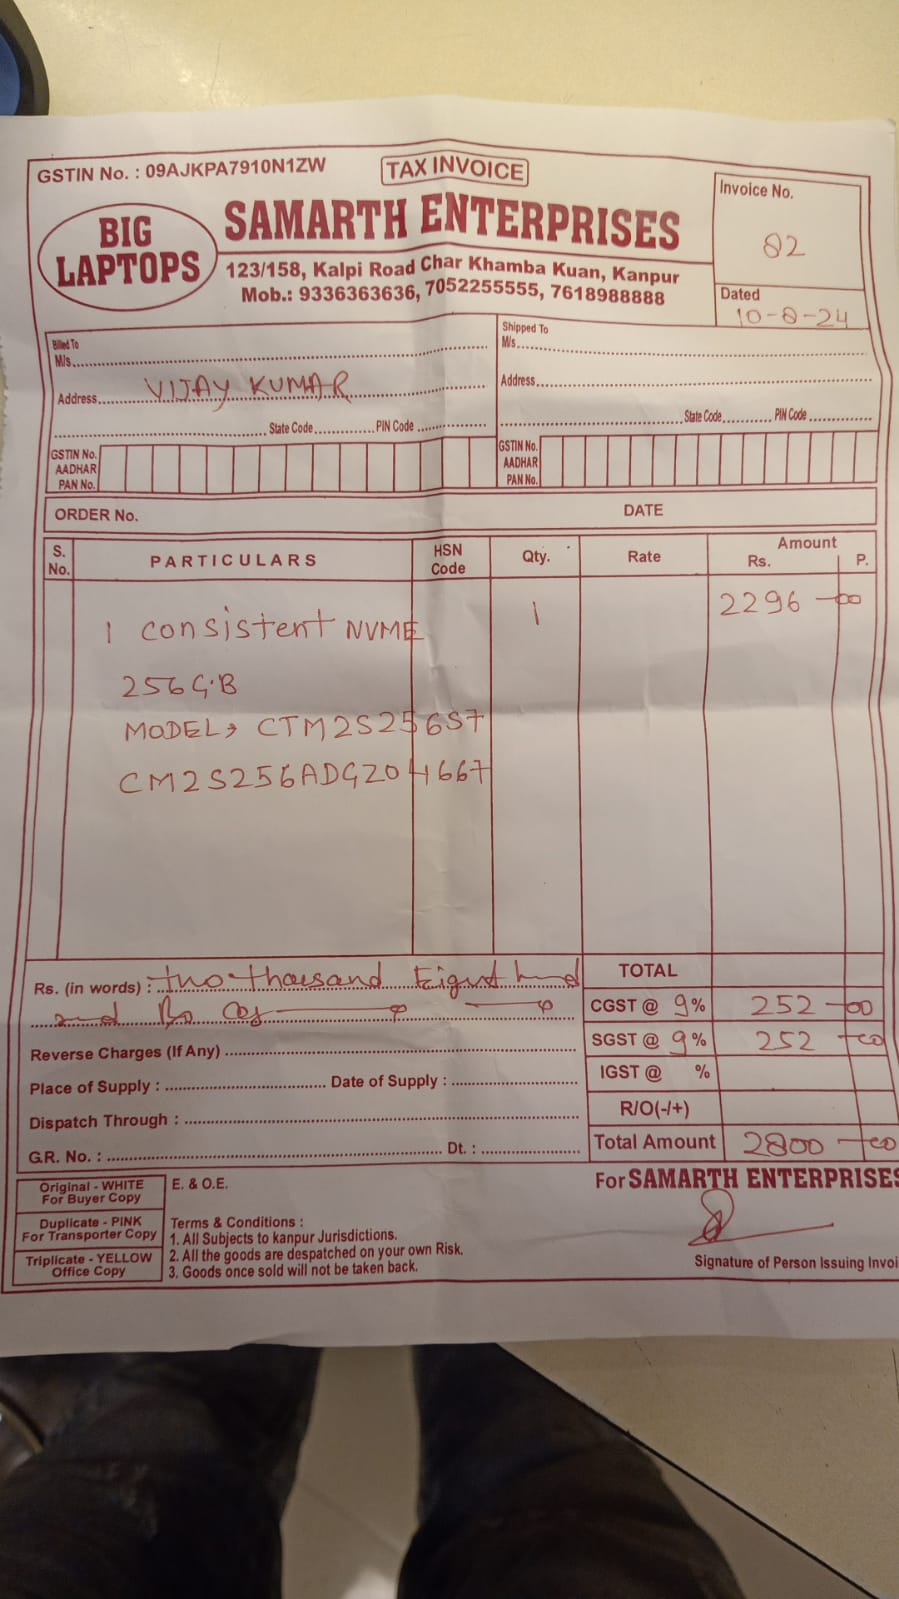 GSTIN No. : 09AJKPA7910N1ZW
TAX INVOICE
BIG LAPTOPS
SAMARTH ENTERPRISES
123/158, Kalpi Road Char Khamba Kuan, Kanpur
Mob.: 9336363636, 7052255555, 7618988888
Invoice No.
82
Dated
10-8-24
Billed To
M/s.
Address VIJAY KUMAR
State Code PIN Code
GSTIN No.
AADHAR
PAN No.
Shipped To
M/s.
Address
State Code PIN Code
GSTIN No.
AADHAR
PAN No.
ORDER No. DATE
S. No. PARTICULARS HSN Code Qty. Rate Amount Rs. P.
1 consistent NVME 1 2296-00
256GB
MODEL→ CTM2S256S7
CM2S256ADG204667
Rs. (in words) : two thousand Eight hund
TOTAL
CGST @ 9% 252-00
SGST @ 9% 252-00
IGST @ %
R/O(-/+)
Total Amount 2800-00
Reverse Charges (If Any)
Place of Supply : Date of Supply :
Dispatch Through :
G.R. No. : Dt. :
Original - WHITE
For Buyer Copy
Duplicate - PINK
For Transporter Copy
Triplicate - YELLOW
Office Copy
E. & O.E.
Terms & Conditions :
1. All Subjects to kanpur Jurisdictions.
2. All the goods are despatched on your own Risk.
3. Goods once sold will not be taken back.
For SAMARTH ENTERPRISES
Signature of Person Issuing Invoi